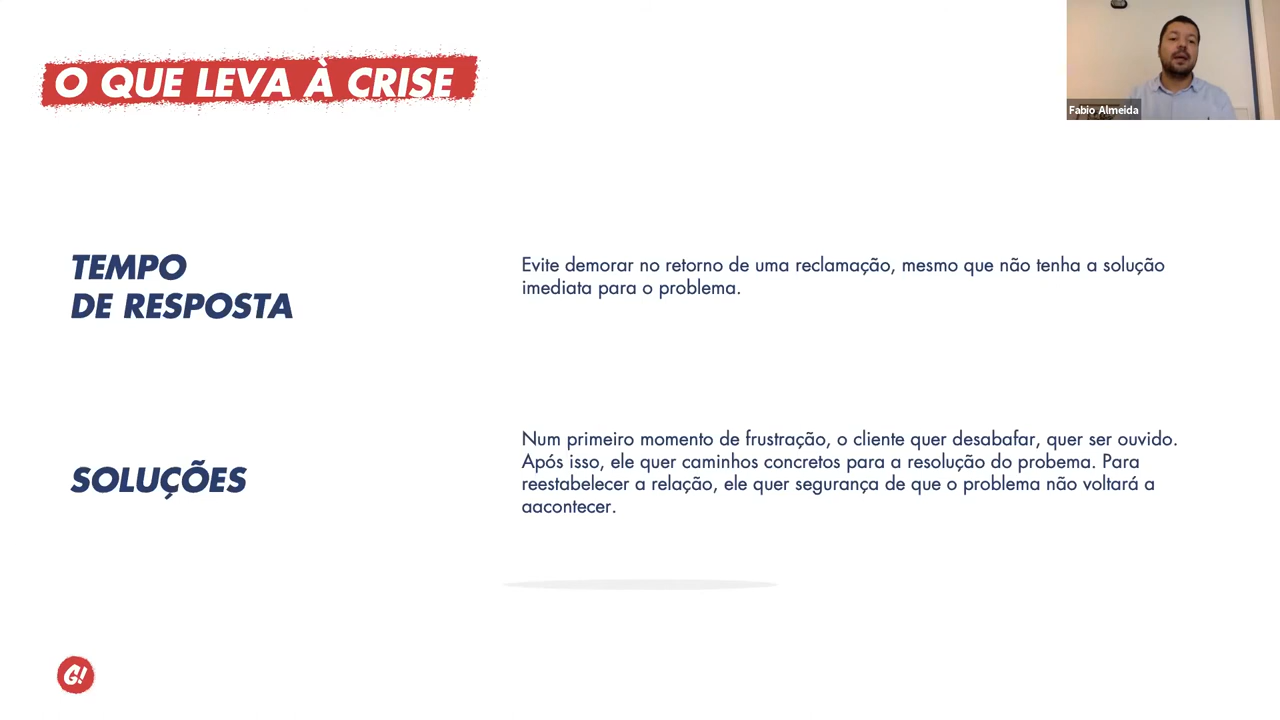 O QUE LEVA À CRISE
Fabio Almeida
TEMPO
DE RESPOSTA
Evite demorar no retorno de uma reclamação, mesmo que não tenha a solução
imediata para o problema.
SOLUÇÕES
Num primeiro momento de frustração, o cliente quer desabafar, quer ser ouvido.
Após isso, ele quer caminhos concretos para a resolução do probema. Para
reestabelecer a relação, ele quer segurança de que o problema não voltará a
aacontecer.
G!